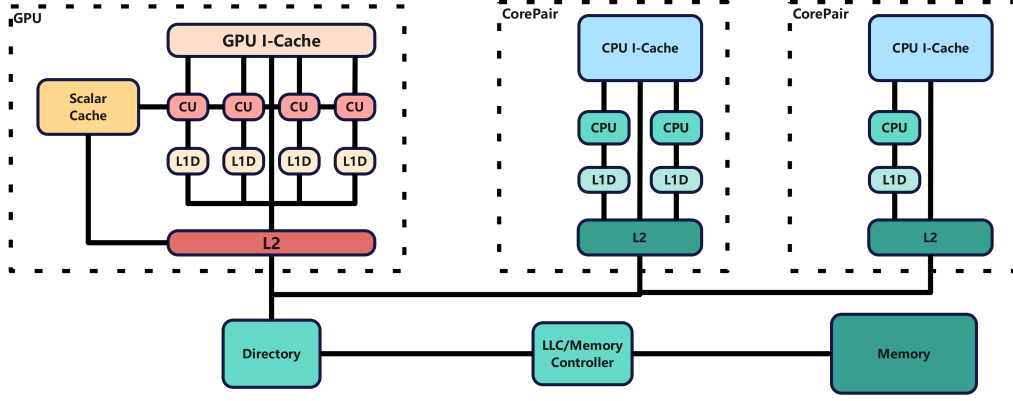 GPU
CorePair
CorePair
GPU I-Cache
CPU I-Cache
CPU I-Cache
Scalar
Cache
CU
CU
CU
CU
CPU
CPU
CPU
L1D
L1D
L1D
L1D
L1D
L1D
L1D
L2
L2
L2
Directory
LLC/Memory
Controller
Memory